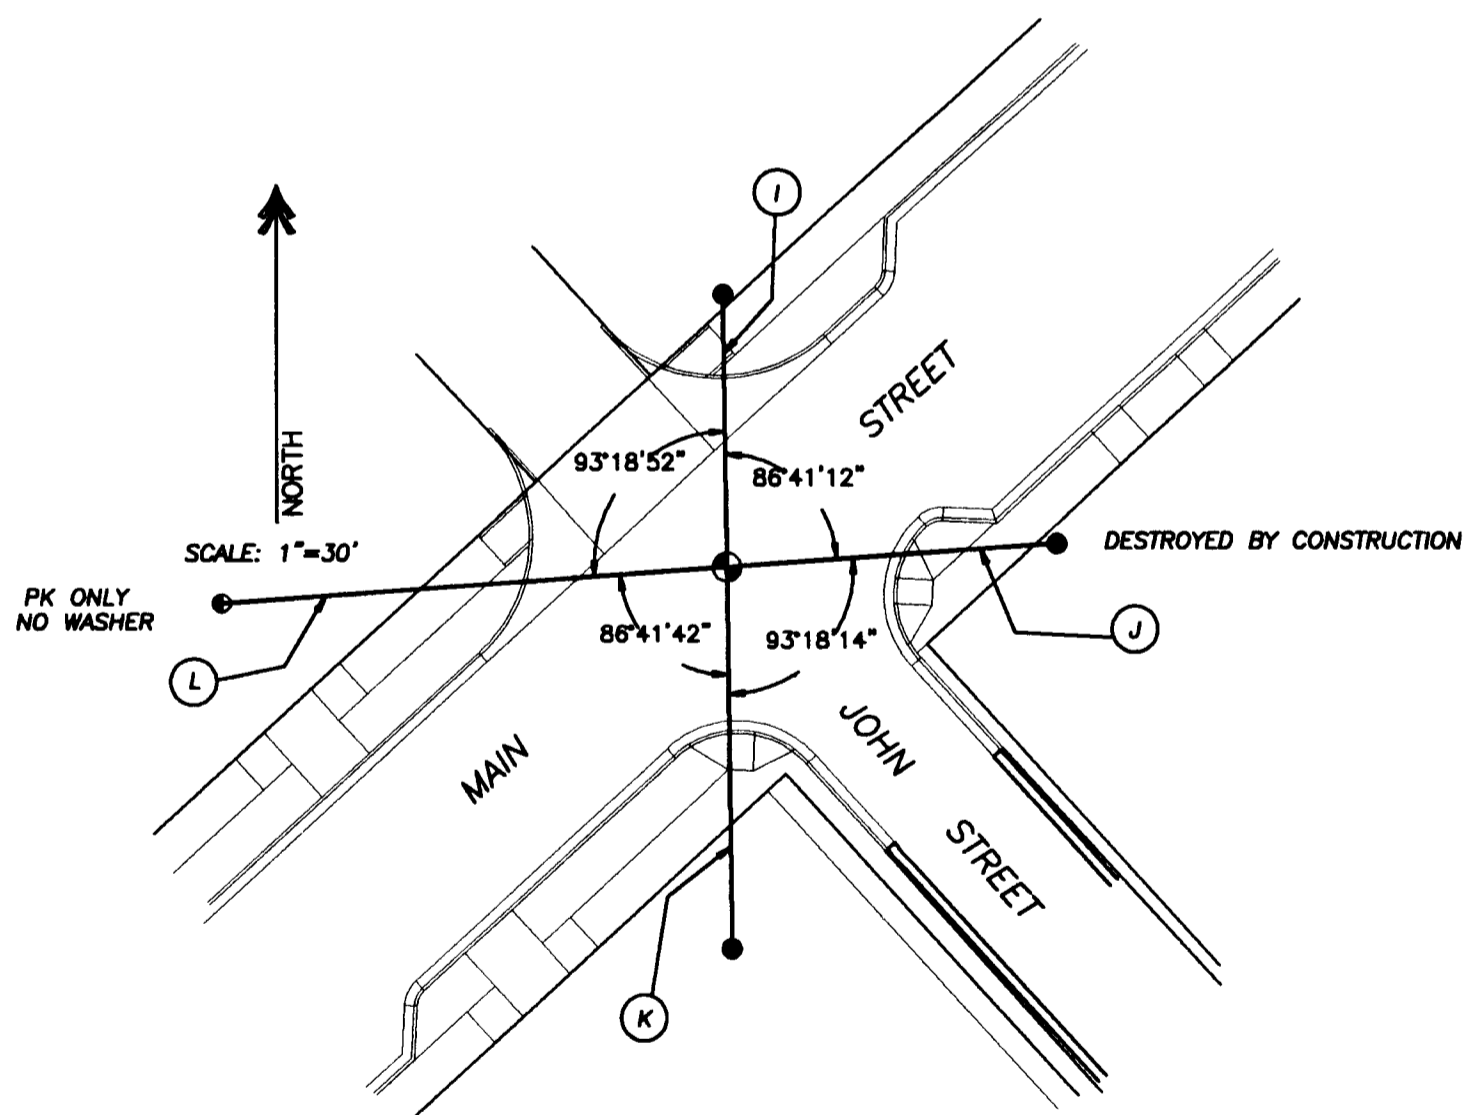 I
STREET
93°18'52"
86°41'12"
NORTH
SCALE: 1"=30'
DESTROYED BY CONSTRUCTION
PK ONLY
NO WASHER
86°41'42"
93°18'14"
J
L
JOHN
STREET
MAIN
K